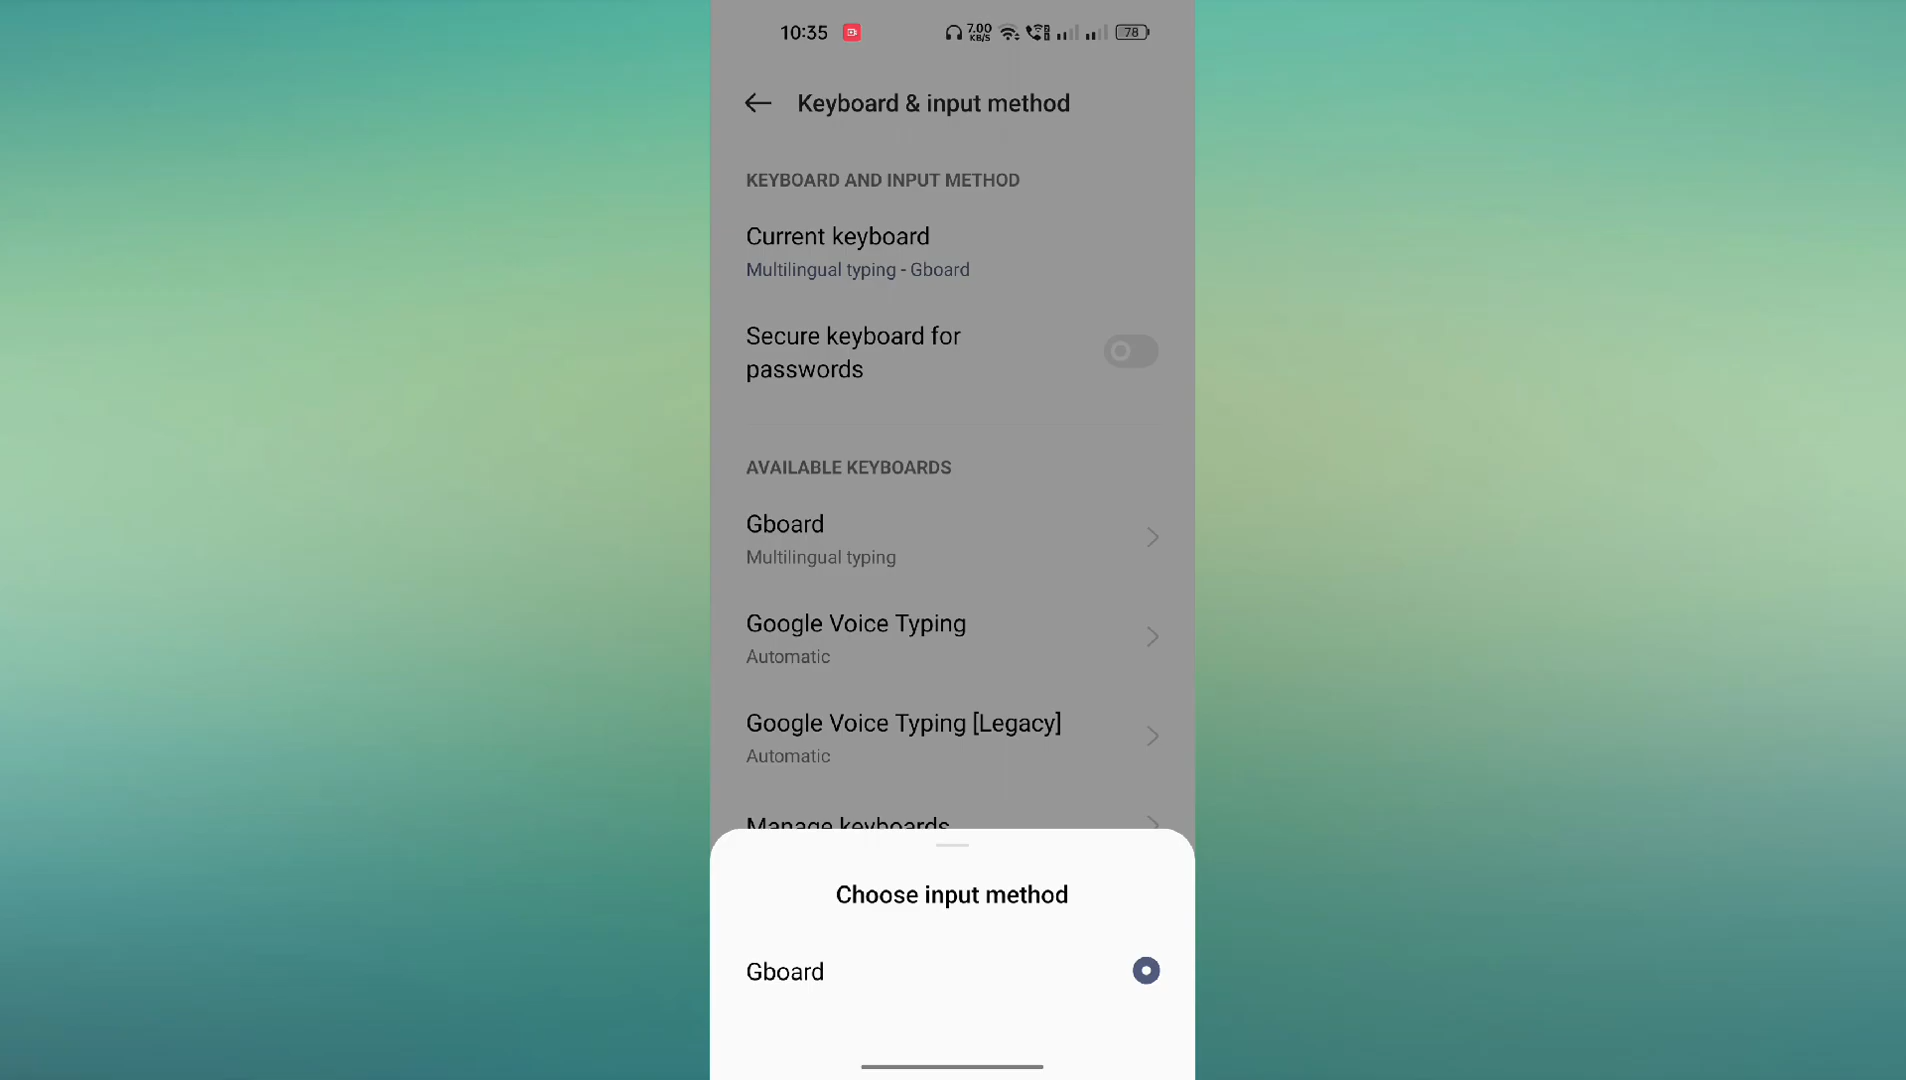 10:35
7.00
KB/S
78
Keyboard & input method
KEYBOARD AND INPUT METHOD
Current keyboard
Multilingual typing - Gboard
Secure keyboard for
passwords
AVAILABLE KEYBOARDS
Gboard
Multilingual typing
Google Voice Typing
Automatic
Google Voice Typing [Legacy]
Automatic
Manage keyboards
Choose input method
Gboard